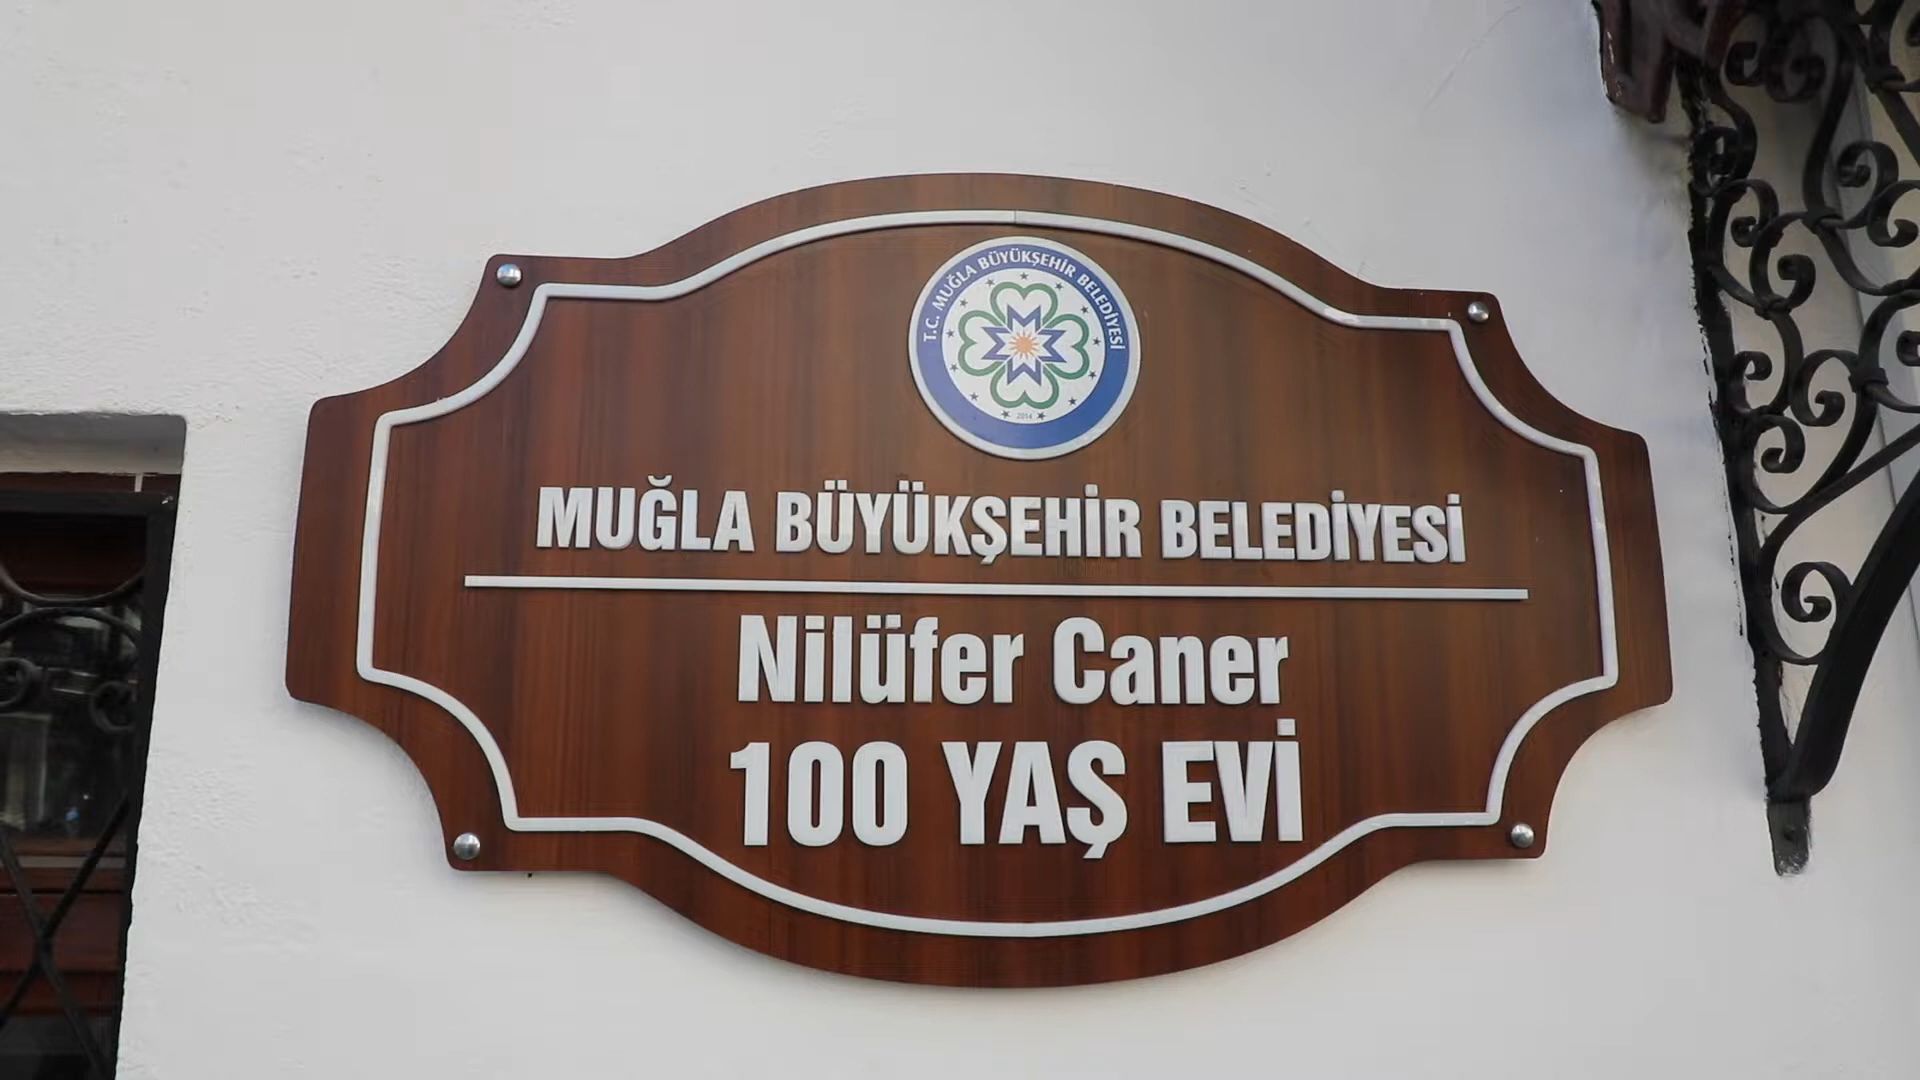 T.C. MUĞLA BÜYÜKŞEHİR BELEDİYESİ
2014
MUĞLA BÜYÜKŞEHİR BELEDİYESİ
Nilüfer Caner
100 YAŞ EVİ